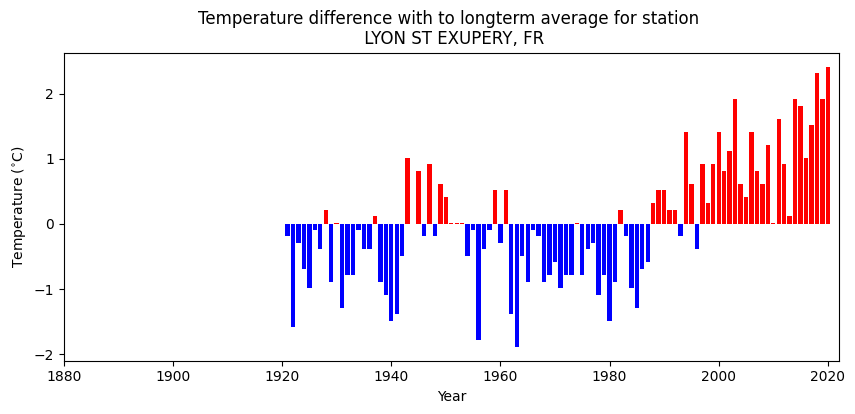 Temperature difference with to longterm average for station
LYON ST EXUPERY, FR
Temperature (°C)
2
1
0
−1
−2
1880 1900 1920 1940 1960 1980 2000 2020
Year